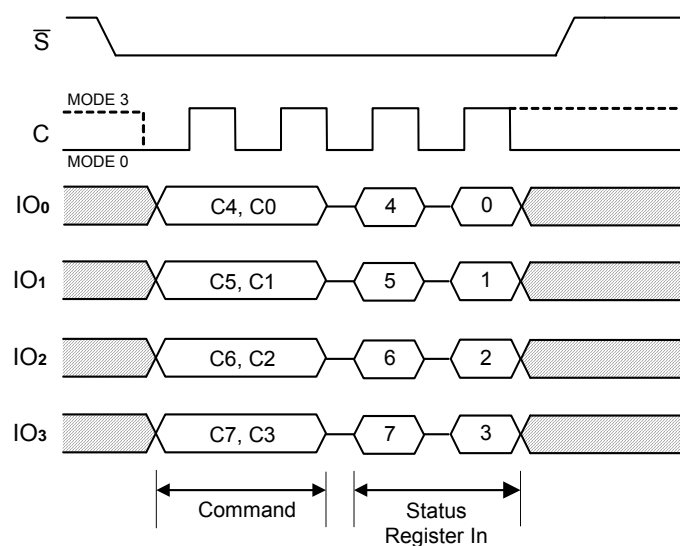 S̅
MODE 3
C
MODE 0
IO0 C4, C0 4 0
IO1 C5, C1 5 1
IO2 C6, C2 6 2
IO3 C7, C3 7 3
Command Status
Register In